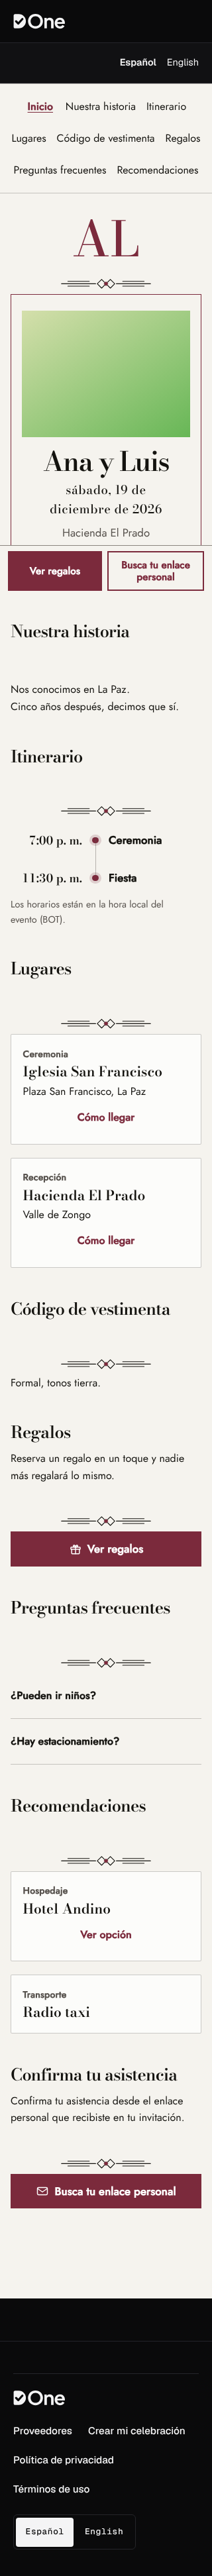 One
Español English
Inicio Nuestra historia Itinerario
Lugares Código de vestimenta Regalos
Preguntas frecuentes Recomendaciones
AL
Ana y Luis
sábado, 19 de
diciembre de 2026
Hacienda El Prado
Ver regalos
Busca tu enlace
personal
Nuestra historia
Nos conocimos en La Paz.
Cinco años después, decimos que sí.
Itinerario
7:00 p. m. Ceremonia
11:30 p. m. Fiesta
Los horarios están en la hora local del
evento (BOT).
Lugares
Ceremonia
Iglesia San Francisco
Plaza San Francisco, La Paz
Cómo llegar
Recepción
Hacienda El Prado
Valle de Zongo
Cómo llegar
Código de vestimenta
Formal, tonos tierra.
Regalos
Reserva un regalo en un toque y nadie
más regalará lo mismo.
Ver regalos
Preguntas frecuentes
¿Pueden ir niños?
¿Hay estacionamiento?
Recomendaciones
Hospedaje
Hotel Andino
Ver opción
Transporte
Radio taxi
Confirma tu asistencia
Confirma tu asistencia desde el enlace
personal que recibiste en tu invitación.
Busca tu enlace personal
One
Proveedores Crear mi celebración
Política de privacidad
Términos de uso
Español English